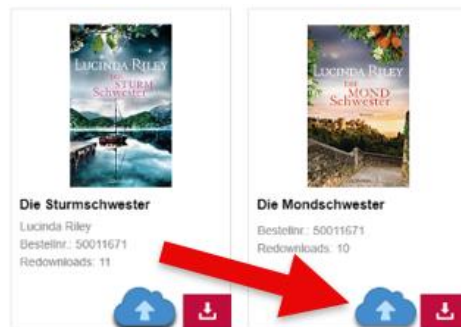 LUCINDA RILEY
DIE
STURM
Schwester
Die Sturmschwester
Lucinda Riley
Bestellnr.: 50011671
Redownloads: 11
LUCINDA RILEY
DIE
MOND
Schwester
Die Mondschwester
Bestellnr.: 50011671
Redownloads: 10